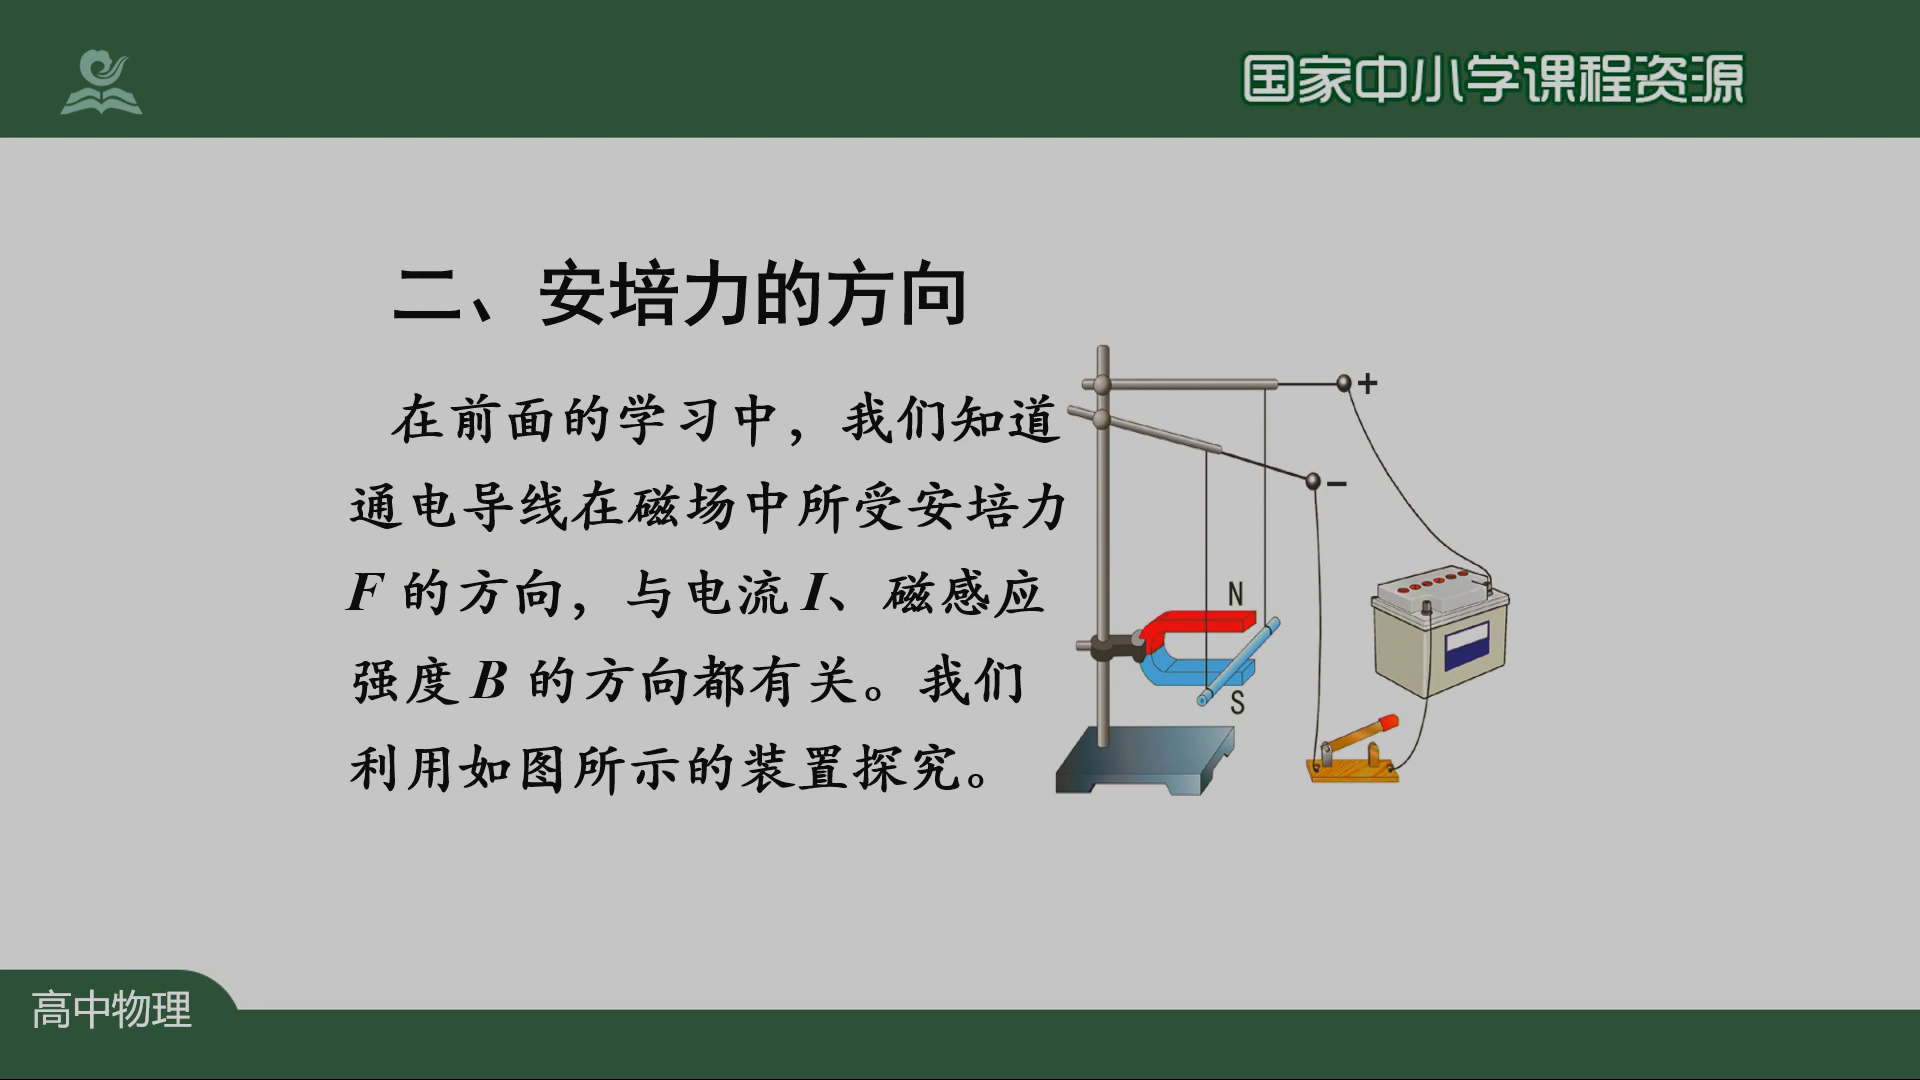 国家中小学课程资源
二、安培力的方向
在前面的学习中，我们知道
通电导线在磁场中所受安培力
F 的方向，与电流 I、磁感应
强度 B 的方向都有关。我们
利用如图所示的装置探究。
+
−
N
S
高中物理